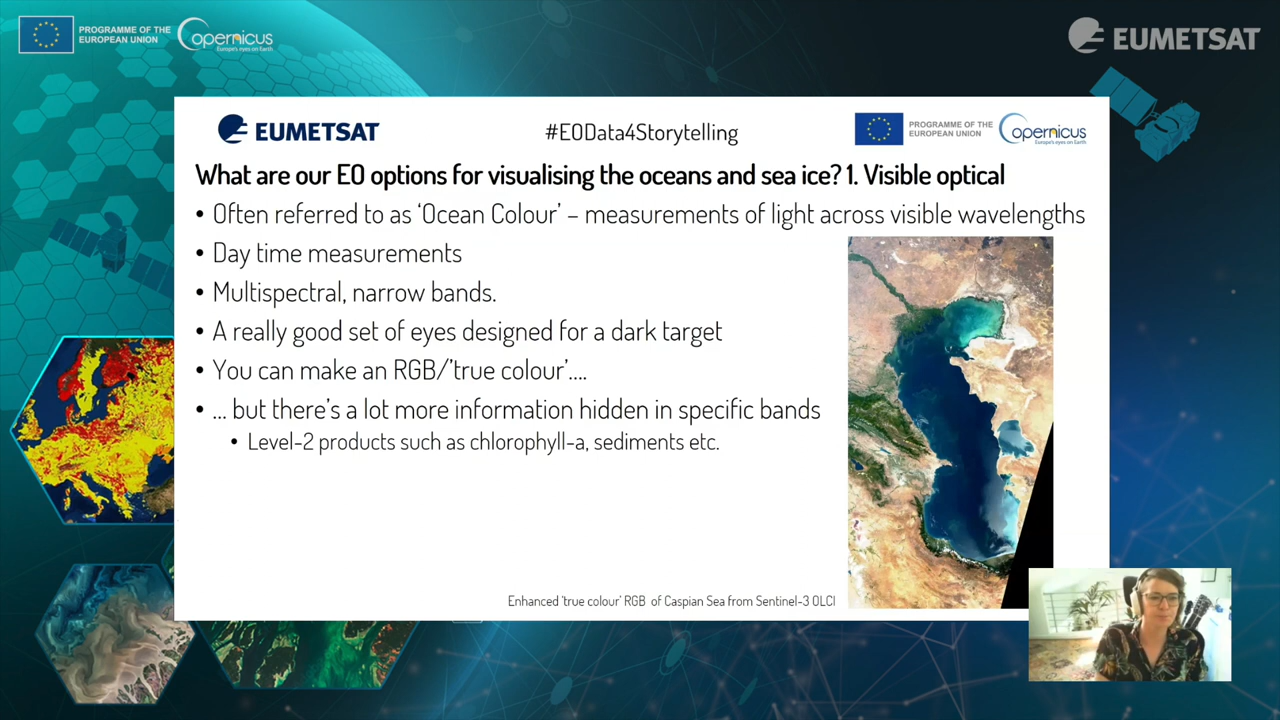 PROGRAMME OF THE
EUROPEAN UNION
opernicus
Europe's eyes on Earth
EUMETSAT
EUMETSAT
#EOData4Storytelling
PROGRAMME OF THE
EUROPEAN UNION
opernicus
Europe's eyes on Earth
What are our EO options for visualising the oceans and sea ice? 1. Visible optical
• Often referred to as 'Ocean Colour' – measurements of light across visible wavelengths
• Day time measurements
• Multispectral, narrow bands.
• A really good set of eyes designed for a dark target
• You can make an RGB/'true colour'....
• ... but there's a lot more information hidden in specific bands
• Level-2 products such as chlorophyll-a, sediments etc.
Enhanced 'true colour' RGB of Caspian Sea from Sentinel-3 OLCI